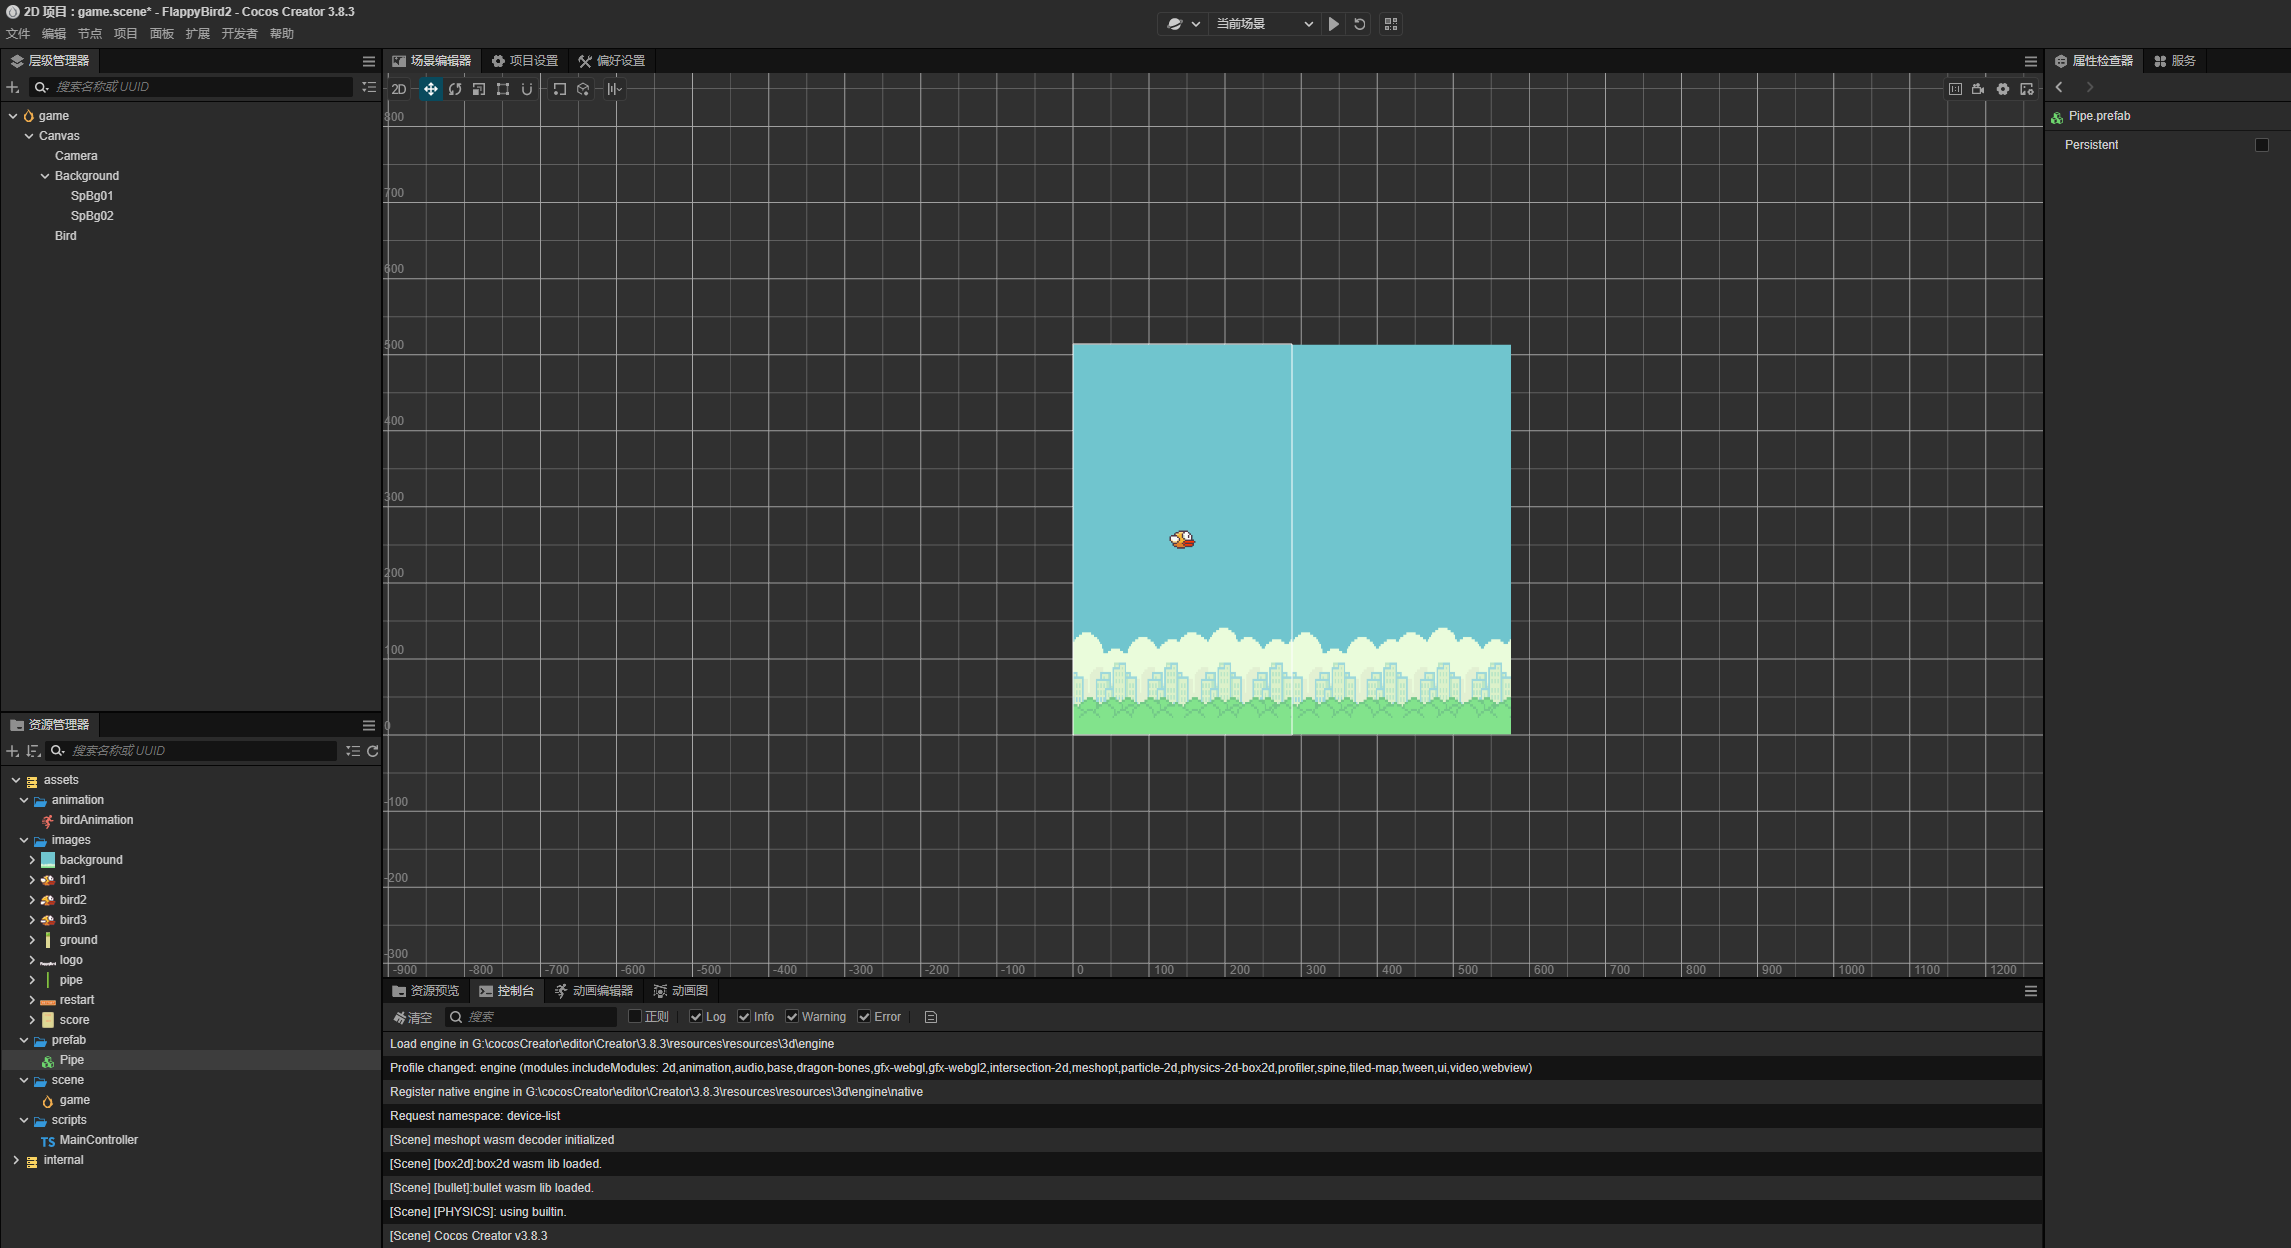 2D 项目 : game.scene* - FlappyBird2 - Cocos Creator 3.8.3
文件 编辑 节点 项目 面板 扩展 开发者 帮助
当前场景
层级管理器
搜索名称或 UUID
game
Canvas
Camera
Background
SpBg01
SpBg02
Bird
资源管理器
搜索名称或 UUID
assets
animation
birdAnimation
images
background
bird1
bird2
bird3
ground
logo
pipe
restart
score
prefab
Pipe
scene
game
scripts
TS MainController
internal
场景编辑器 项目设置 偏好设置
2D
800
700
600
500
400
300
200
100
0
-100
-200
-300
-900 -800 -700 -600 -500 -400 -300 -200 -100 0 100 200 300 400 500 600 700 800 900 1000 1100 1200
资源预览 控制台 动画编辑器 动画图
清空 搜索 正则 Log Info Warning Error
Load engine in G:\cocosCreator\editor\Creator\3.8.3\resources\resources\3d\engine
Profile changed: engine (modules.includeModules: 2d,animation,audio,base,dragon-bones,gfx-webgl,gfx-webgl2,intersection-2d,meshopt,particle-2d,physics-2d-box2d,profiler,spine,tiled-map,tween,ui,video,webview)
Register native engine in G:\cocosCreator\editor\Creator\3.8.3\resources\resources\3d\engine\native
Request namespace: device-list
[Scene] meshopt wasm decoder initialized
[Scene] [box2d]:box2d wasm lib loaded.
[Scene] [bullet]:bullet wasm lib loaded.
[Scene] [PHYSICS]: using builtin.
[Scene] Cocos Creator v3.8.3
属性检查器 服务
Pipe.prefab
Persistent